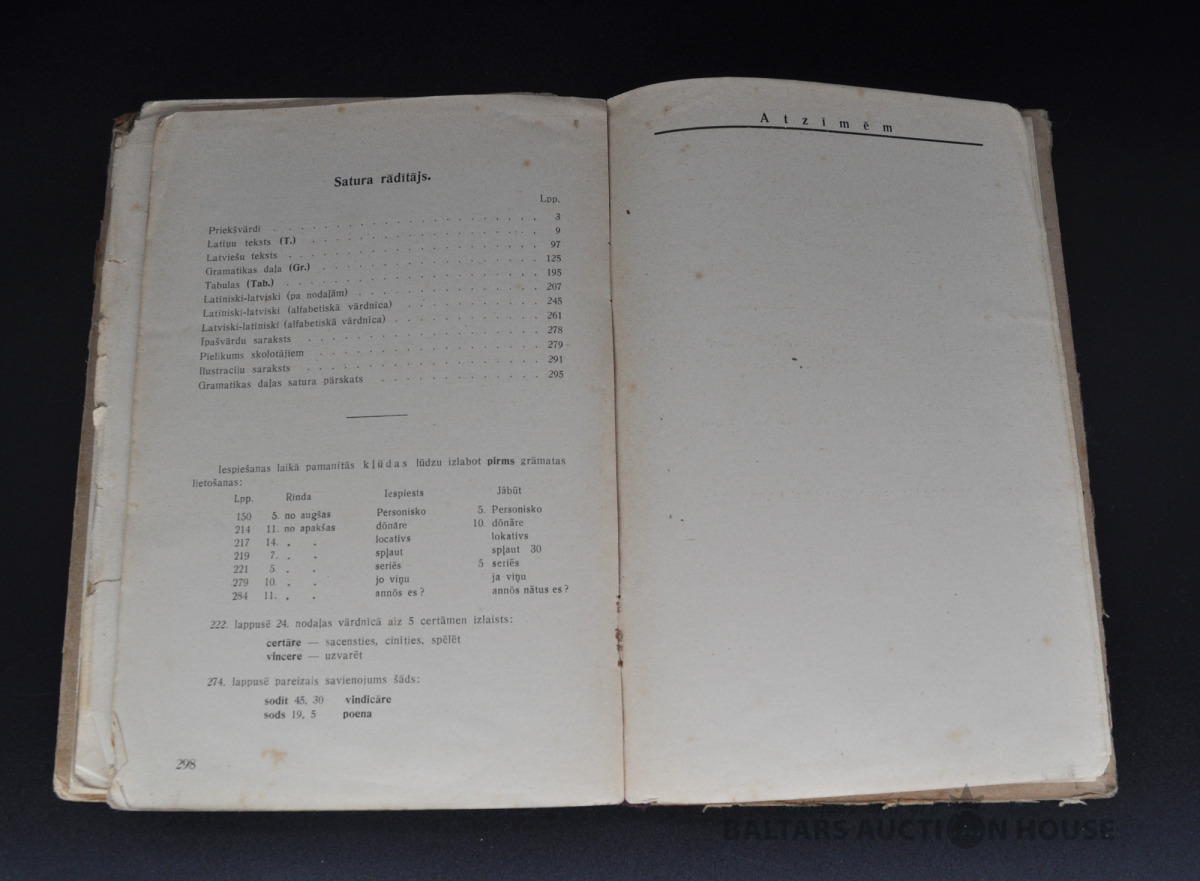 Satura rādītājs.
Lpp.
Priekšvārdi . . . . . . . . . . . . . . 3
Latiņu teksts (T.) . . . . . . . . . . . . 9
Latviešu teksts . . . . . . . . . . . . . 97
Gramatikas daļa (Gr.) . . . . . . . . . . . 125
Tabulas (Tab.) . . . . . . . . . . . . . 195
Latiniski-latviski (pa nodaļām) . . . . . . . . . 207
Latiniski-latviski (alfabetiskā vārdnīca) . . . . . . . 245
Latviski-latiniski (alfabetiskā vārdnīca) . . . . . . . 261
Īpašvārdu saraksts . . . . . . . . . . . . 278
Pielikums skolotājiem . . . . . . . . . . . 279
Ilustrāciju saraksts . . . . . . . . . . . . 291
Gramatikas daļas satura pārskats . . . . . . . . 295
Iespiešanas laikā pamanītās kļūdas lūdzu izlabot pirms grāmatas
lietošanas:
Lpp. Rinda Iespiests Jābūt
150 5. no augšas Personisko 5. Personisko
214 11. no apakšas dōnāre 10. dōnāre
217 14. „ „ locativs lokativs
219 7. „ „ spļaut spļaut 30
221 5. „ „ seriēs 5 seriēs
279 10. „ „ jo viņu ja viņu
284 11. „ „ annōs es? annōs nātus es?
222. lappusē 24. nodaļas vārdnīcā aiz 5 certāmen izlaists:
certāre — sacensties, cīnīties, spēlēt
vincere — uzvarēt
274. lappusē pareizais savienojums šāds:
sodīt 45, 30 vindicāre
sods 19, 5 poena
298
Atzīmēm
BALTARS AUCTION HOUSE